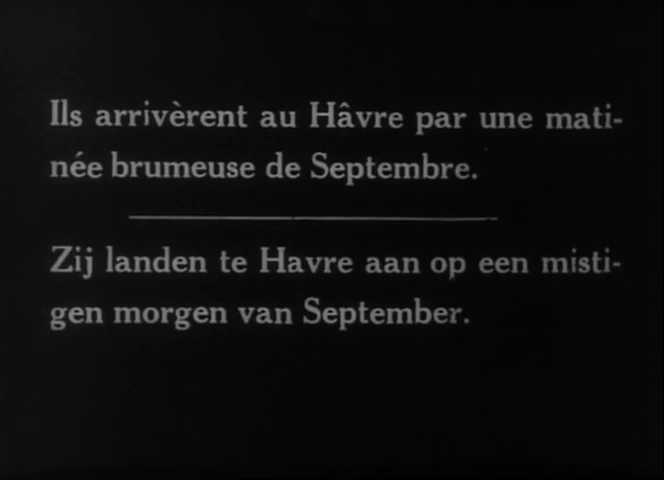 Ils arrivèrent au Hâvre par une mati-
née brumeuse de Septembre.
Zij landen te Havre aan op een misti-
gen morgen van September.